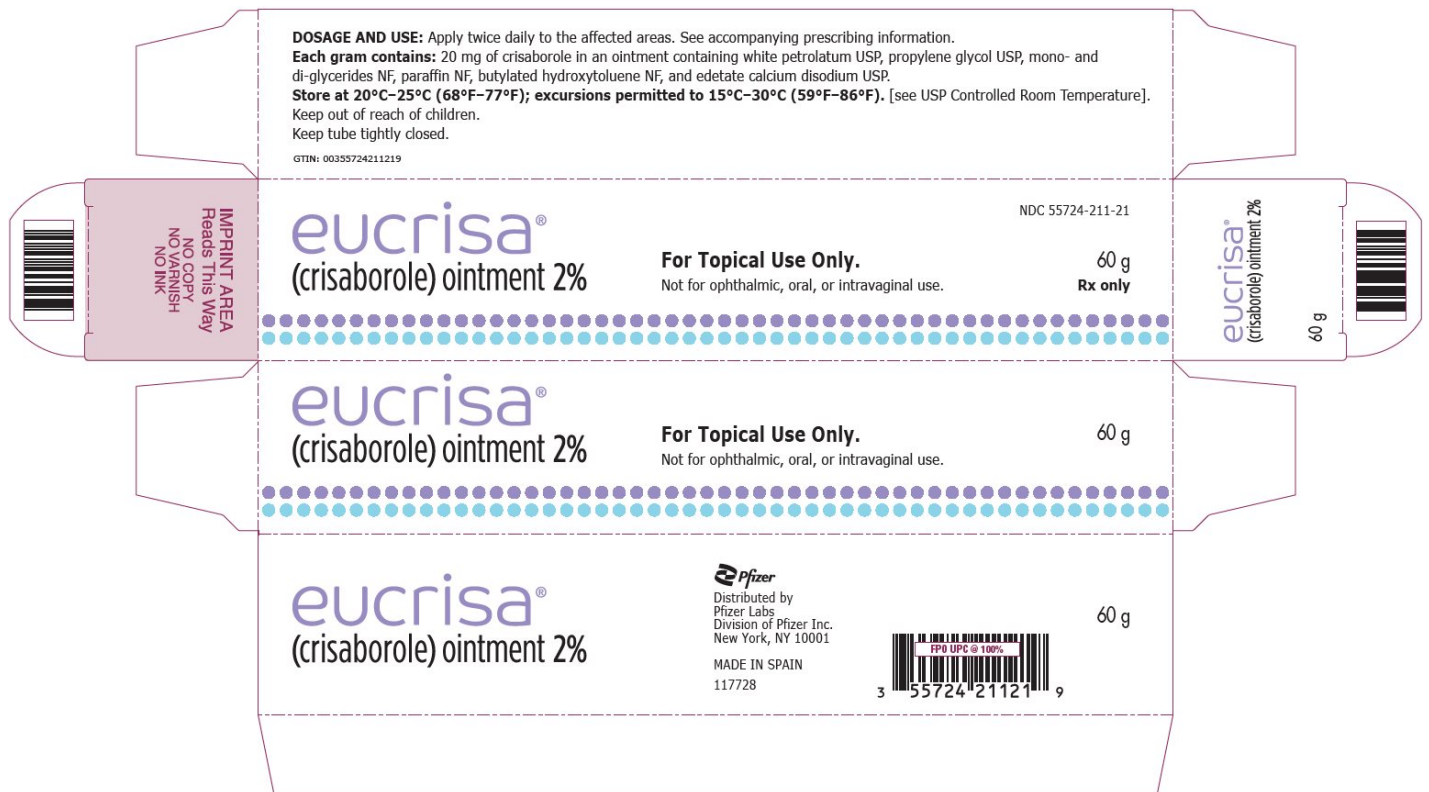 DOSAGE AND USE: Apply twice daily to the affected areas. See accompanying prescribing information.
Each gram contains: 20 mg of crisaborole in an ointment containing white petrolatum USP, propylene glycol USP, mono- and
di-glycerides NF, paraffin NF, butylated hydroxytoluene NF, and edetate calcium disodium USP.
Store at 20°C–25°C (68°F–77°F); excursions permitted to 15°C–30°C (59°F–86°F). [see USP Controlled Room Temperature].
Keep out of reach of children.
Keep tube tightly closed.
GTIN: 00355724211219
IMPRINT AREA
Reads This Way
NO COPY
NO VARNISH
NO INK
eucrisa®
(crisaborole) ointment 2%
For Topical Use Only.
Not for ophthalmic, oral, or intravaginal use.
NDC 55724-211-21
60 g
Rx only
eucrisa®
(crisaborole) ointment 2%
60 g
eucrisa®
(crisaborole) ointment 2%
For Topical Use Only.
Not for ophthalmic, oral, or intravaginal use.
60 g
eucrisa®
(crisaborole) ointment 2%
Pfizer
Distributed by
Pfizer Labs
Division of Pfizer Inc.
New York, NY 10001
MADE IN SPAIN
117728
60 g
FPO UPC @ 100%
3 55724 21121 9